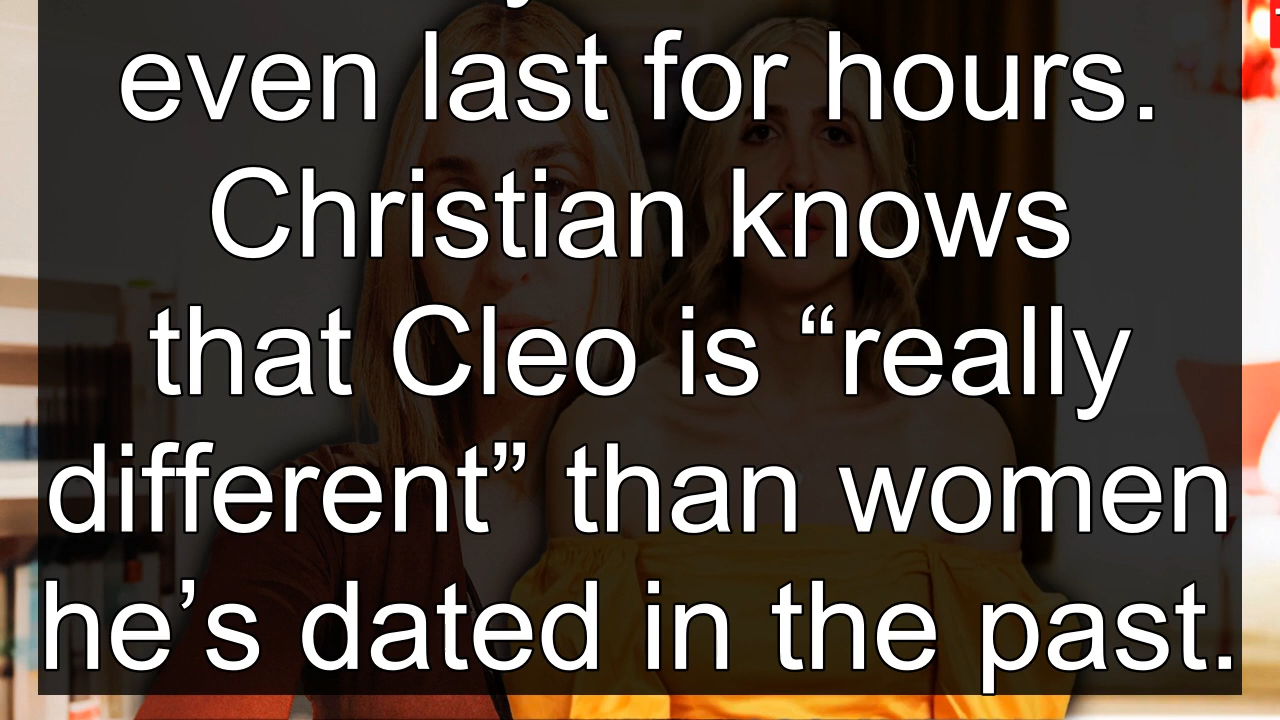 even last for hours.
Christian knows
that Cleo is “really
different” than women
he’s dated in the past.